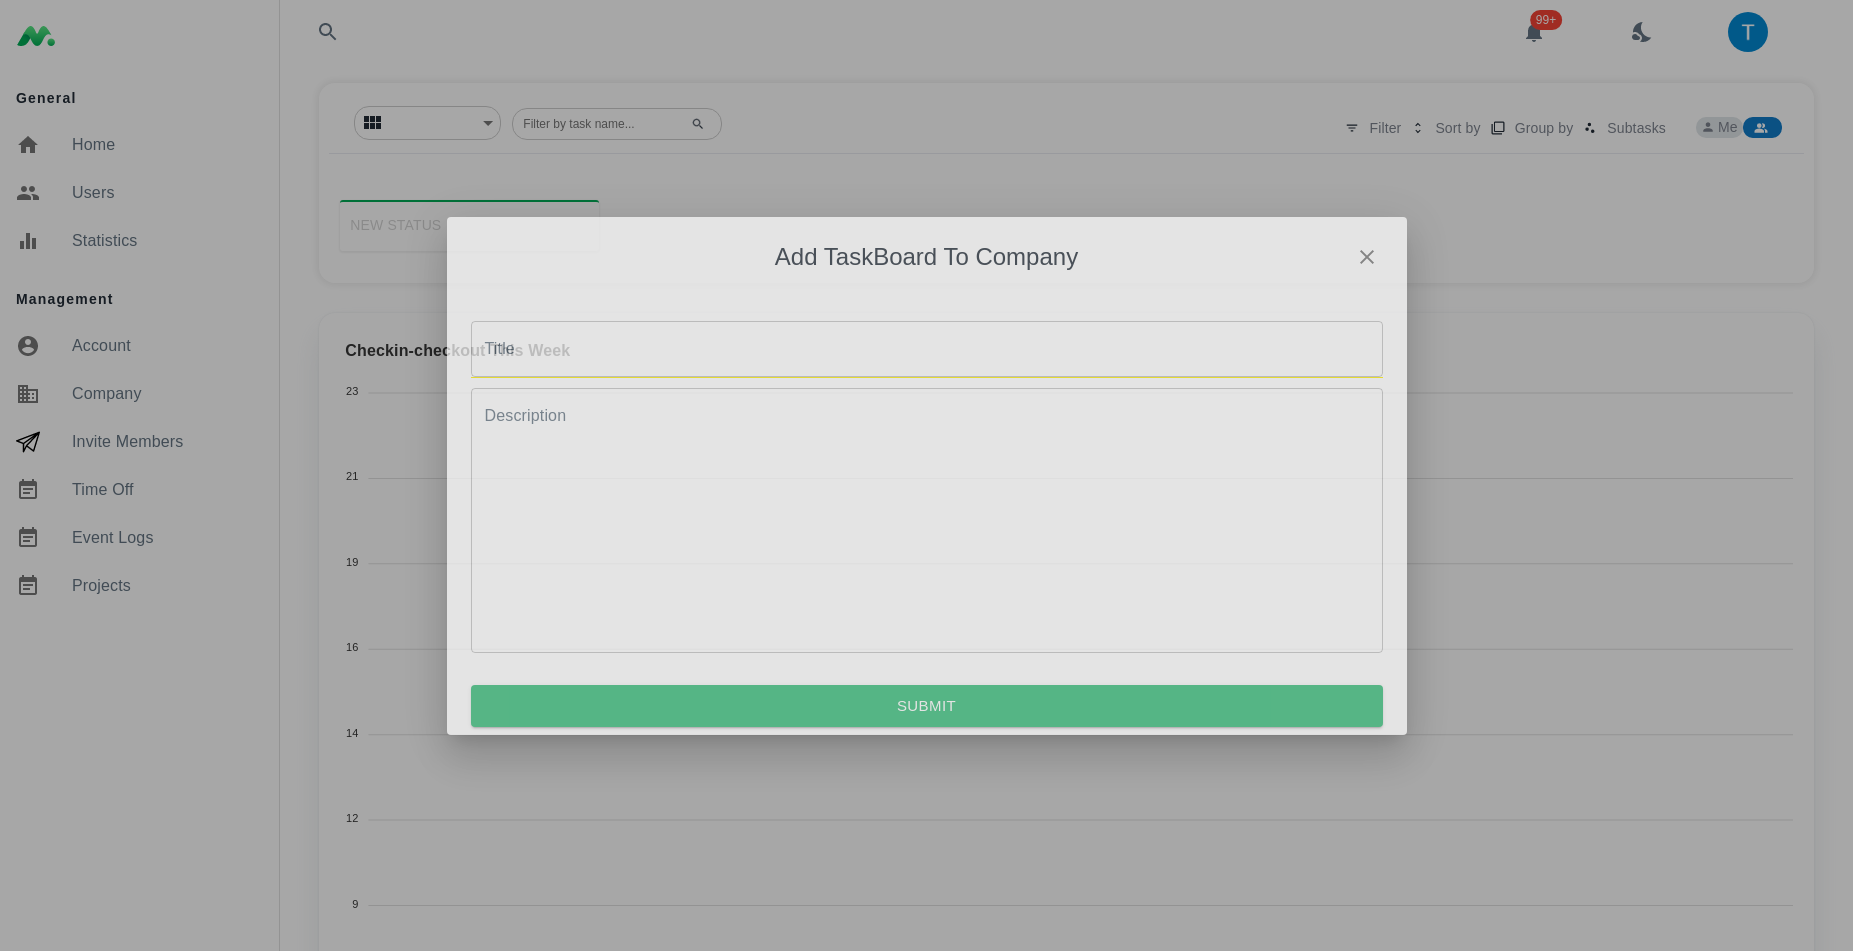 General
Home
Users
Statistics
Management
Account
Company
Invite Members
Time Off
Event Logs
Projects
99+
T
Filter by task name...
Filter
Sort by
Group by
Subtasks
Me
NEW STATUS
Add TaskBoard To Company
Title
Description
SUBMIT
Checkin-checkout This Week
23
21
19
16
14
12
9